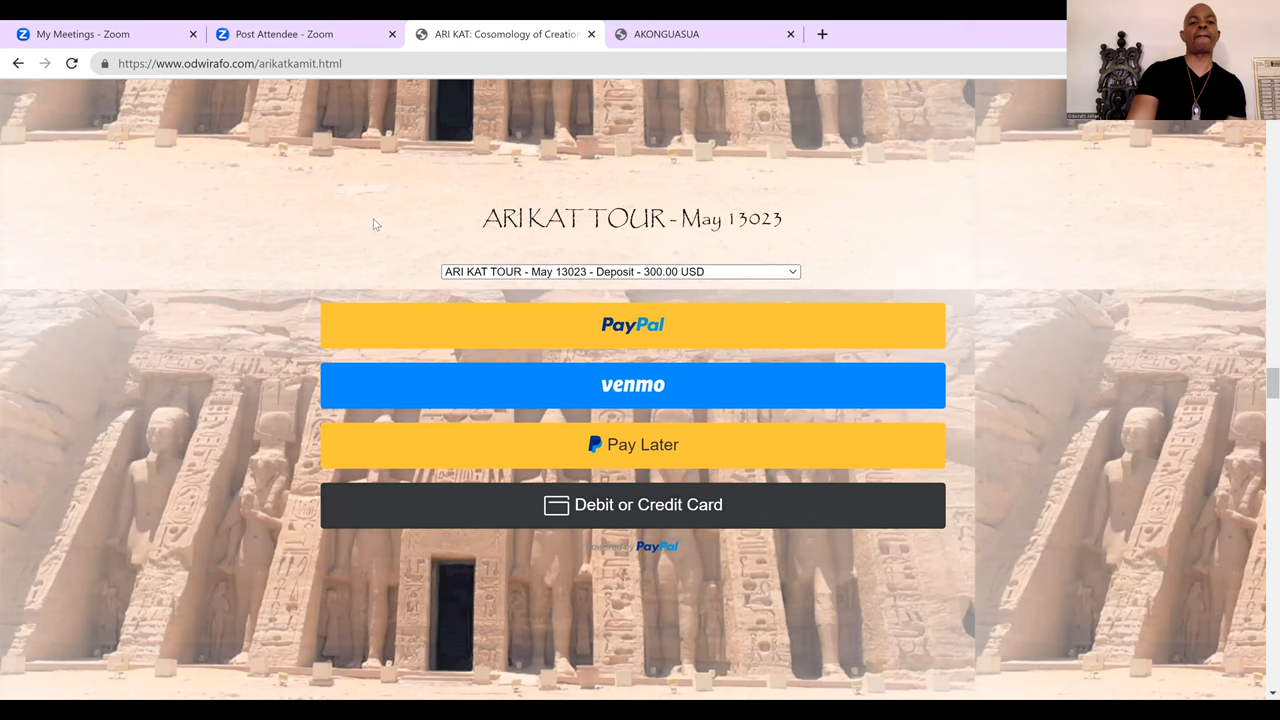 My Meetings - Zoom
Post Attendee - Zoom
ARI KAT: Cosomology of Creation
AKONGUASUA
https://www.odwirafo.com/arikatkamit.html
ARI KAT TOUR - May 13023
ARI KAT TOUR - May 13023 - Deposit - 300.00 USD
PayPal
venmo
Pay Later
Debit or Credit Card
Powered by PayPal